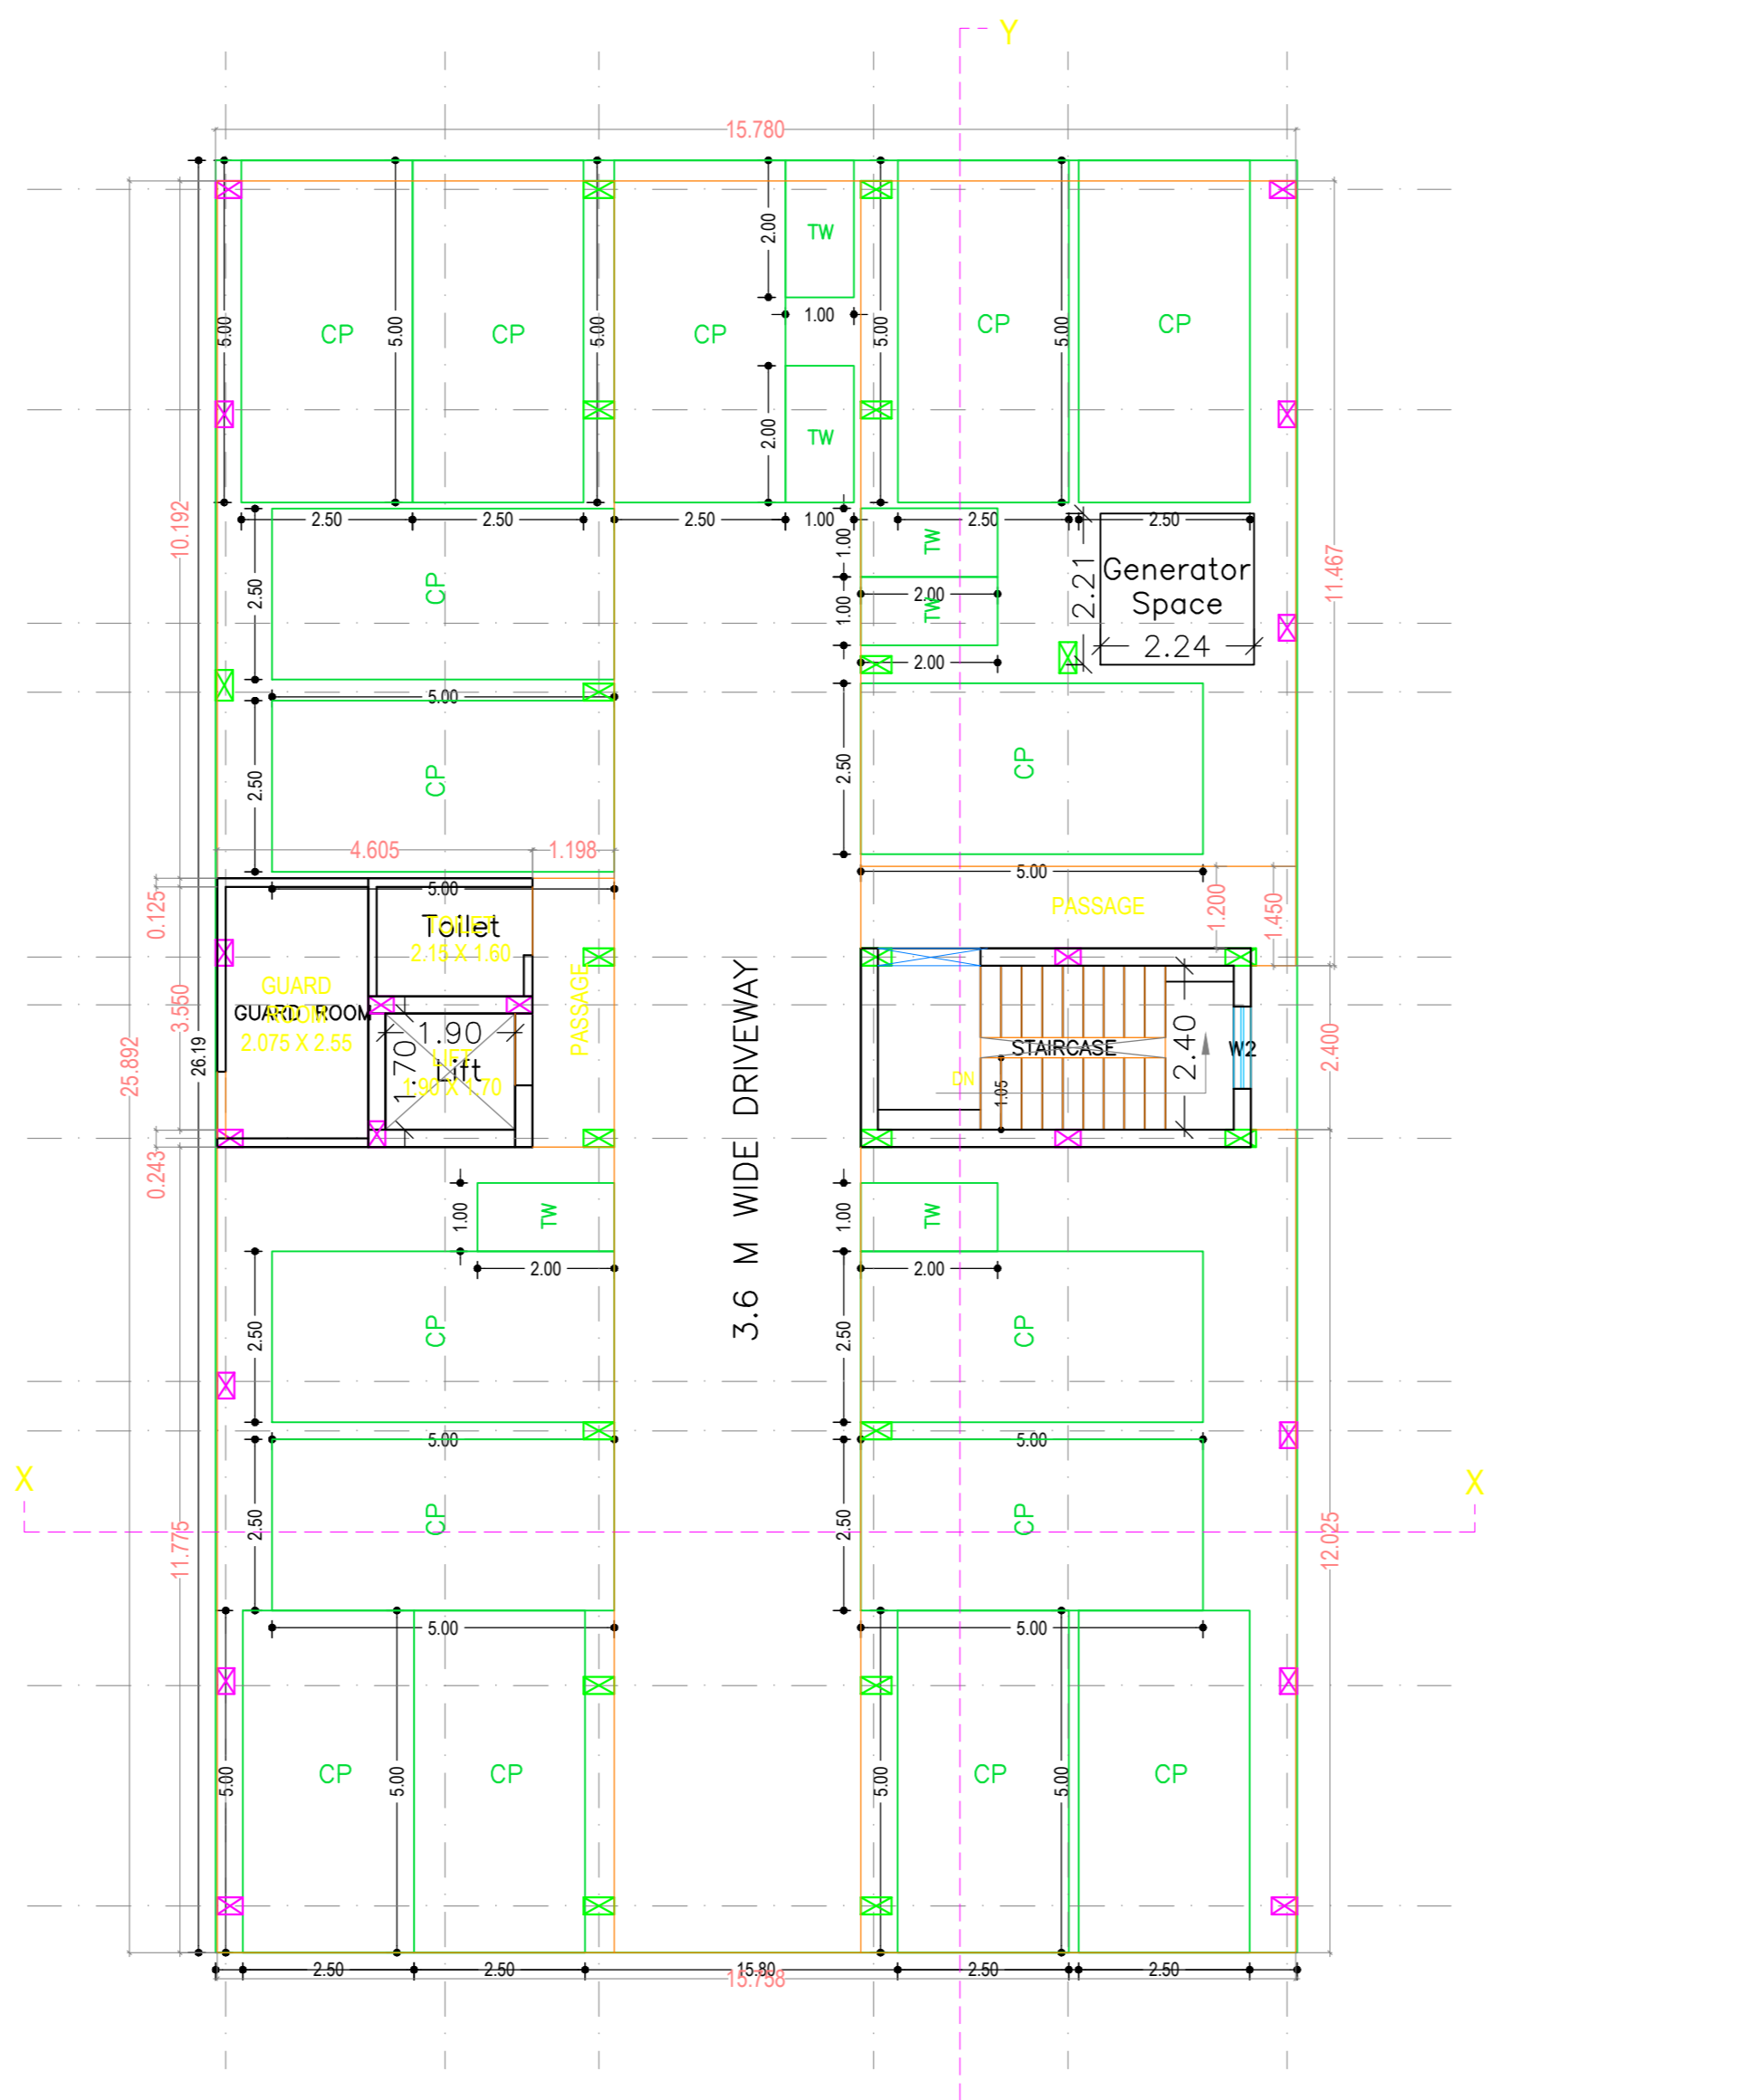 Y
15.780
2.00
TW
5.00
CP
5.00
CP
5.00
CP
1.00
5.00
CP
5.00
CP
2.00
TW
10.192
2.50
2.50
2.50
1.00
2.50
2.50
11.467
1.00
TW
2.50
CP
2.00
1.00
TW
2.21
Generator
Space
2.24
2.00
5.00
2.50
CP
2.50
CP
4.605
1.198
5.00
5.00
0.125
TOILET
Toilet
2.15 X 1.60
PASSAGE
1.200
1.450
GUARD
ROOM
GUARD ROOM
2.075 X 2.55
3.550
25.892
26.19
1.90
1.70
LIFT
Lift
1.90 X 1.70
PASSAGE
3.6 M WIDE DRIVEWAY
STAIRCASE
DN
1.05
2.40
W2
2.400
0.243
1.00
TW
2.00
1.00
TW
2.00
2.50
CP
2.50
CP
5.00
5.00
X
X
11.775
2.50
CP
2.50
CP
12.025
5.00
5.00
5.00
CP
5.00
CP
5.00
CP
5.00
CP
2.50
2.50
15.80
2.50
2.50
15.758